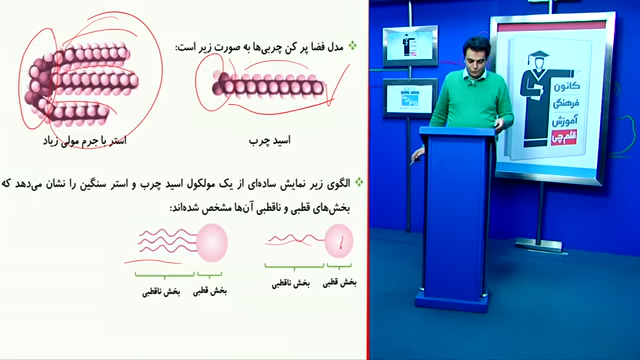 مدل فضا پر کن چربی‌ها به صورت زیر است:
استر با جرم مولی زیاد
اسید چرب
الگوی زیر نمایش ساده‌ای از یک مولکول اسید چرب و استر سنگین را نشان می‌دهد که
بخش‌های قطبی و ناقطبی آن‌ها مشخص شده‌اند:
بخش قطبی
بخش ناقطبی
بخش قطبی
بخش ناقطبی
کانون
فرهنگی
آموزش
قلم‌چی